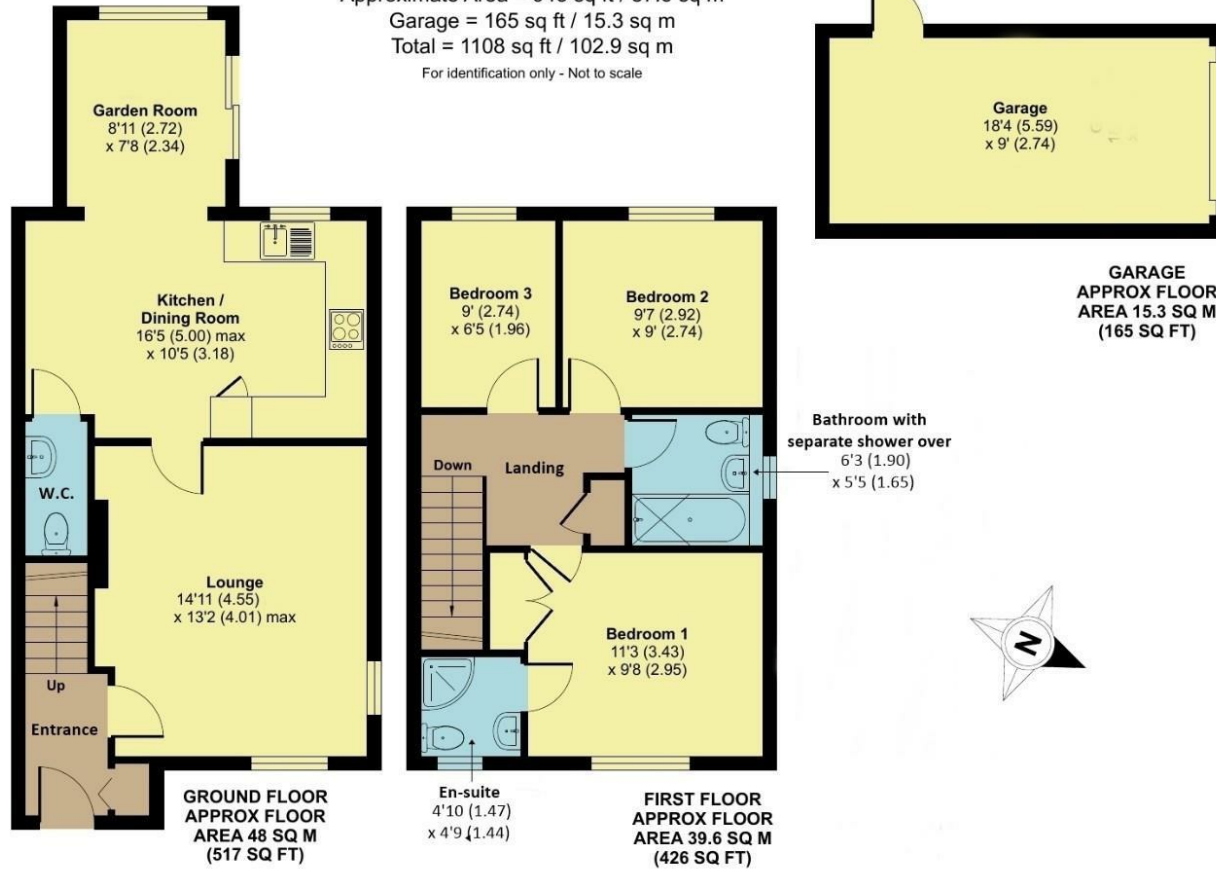 Garage = 165 sq ft / 15.3 sq m
Total = 1108 sq ft / 102.9 sq m
For identification only - Not to scale
Garden Room
8'11 (2.72)
x 7'8 (2.34)
Kitchen /
Dining Room
16'5 (5.00) max
x 10'5 (3.18)
W.C.
Lounge
14'11 (4.55)
x 13'2 (4.01) max
Up
Entrance
GROUND FLOOR
APPROX FLOOR
AREA 48 SQ M
(517 SQ FT)
Bedroom 3
9' (2.74)
x 6'5 (1.96)
Bedroom 2
9'7 (2.92)
x 9' (2.74)
Down
Landing
Bathroom with
separate shower over
6'3 (1.90)
x 5'5 (1.65)
Bedroom 1
11'3 (3.43)
x 9'8 (2.95)
En-suite
4'10 (1.47)
x 4'9 (1.44)
FIRST FLOOR
APPROX FLOOR
AREA 39.6 SQ M
(426 SQ FT)
Garage
18'4 (5.59)
x 9' (2.74)
GARAGE
APPROX FLOOR
AREA 15.3 SQ M
(165 SQ FT)
N